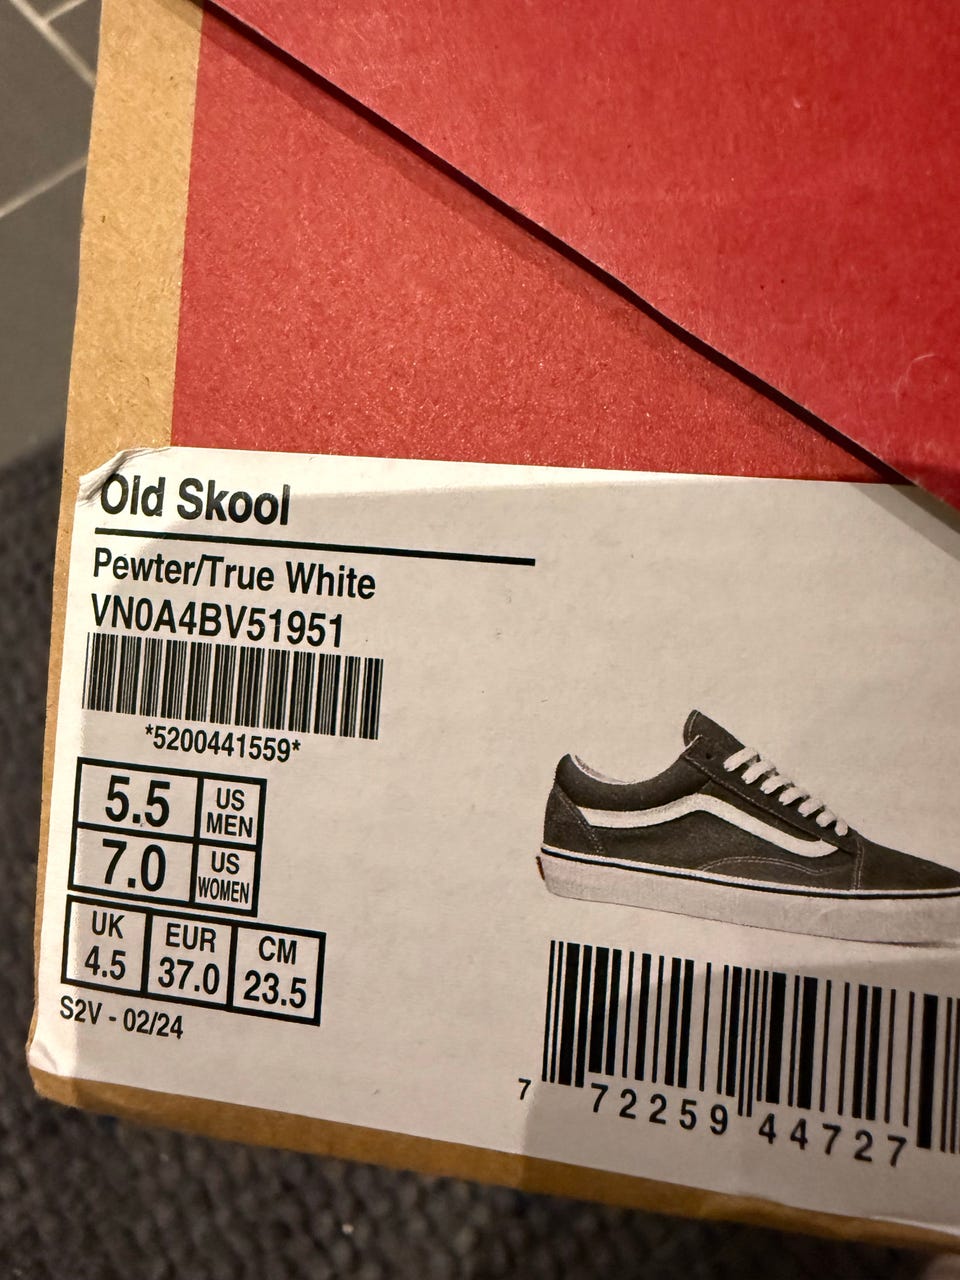 Old Skool
Pewter/True White
VN0A4BV51951
*5200441559*
5.5 US MEN
7.0 US WOMEN
UK EUR CM
4.5 37.0 23.5
S2V - 02/24
7 72259 44727